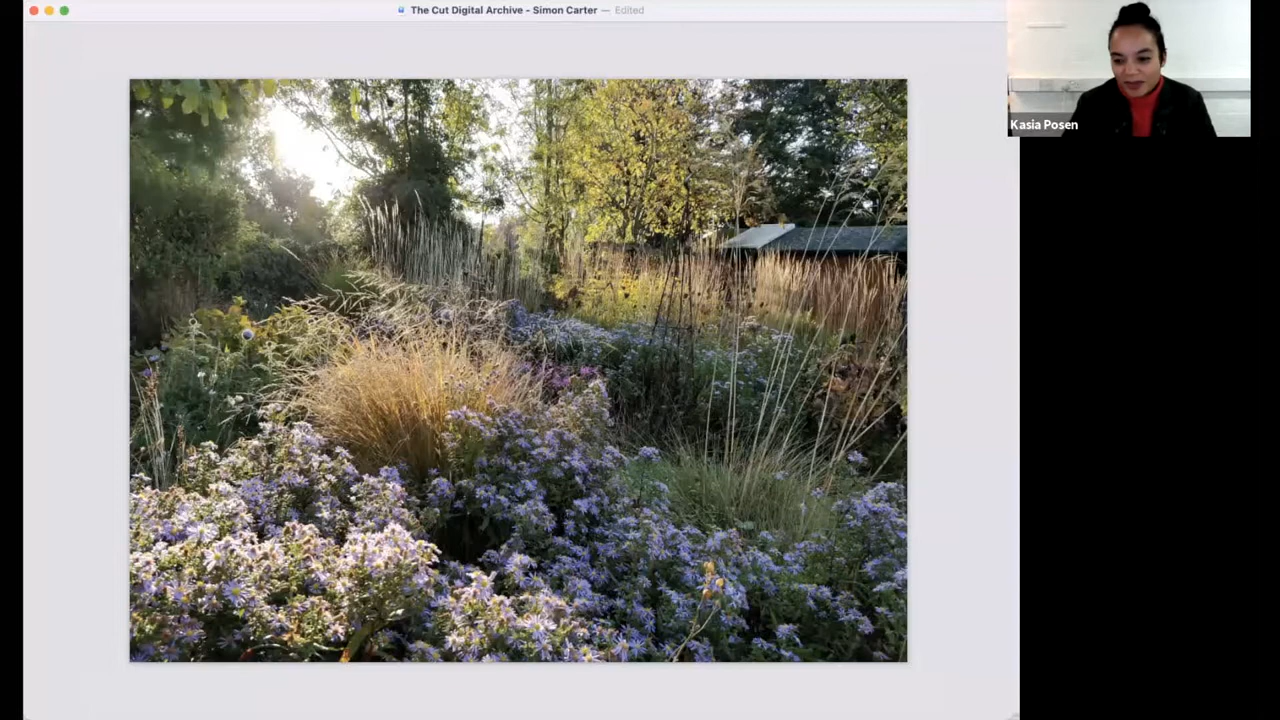 The Cut Digital Archive - Simon Carter — Edited
Kasia Posen